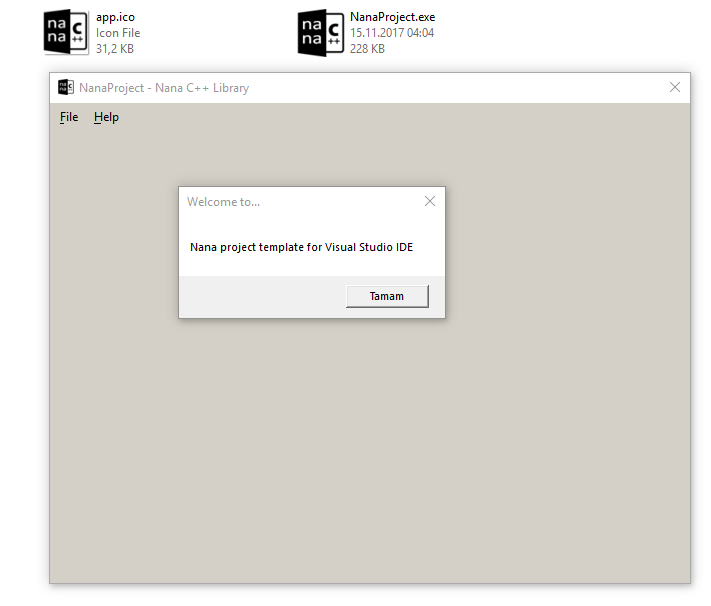 na
na
C
++
app.ico
Icon File
31,2 KB
na
na
C
++
NanaProject.exe
15.11.2017 04:04
228 KB
NanaProject - Nana C++ Library
File Help
Welcome to...
Nana project template for Visual Studio IDE
Tamam